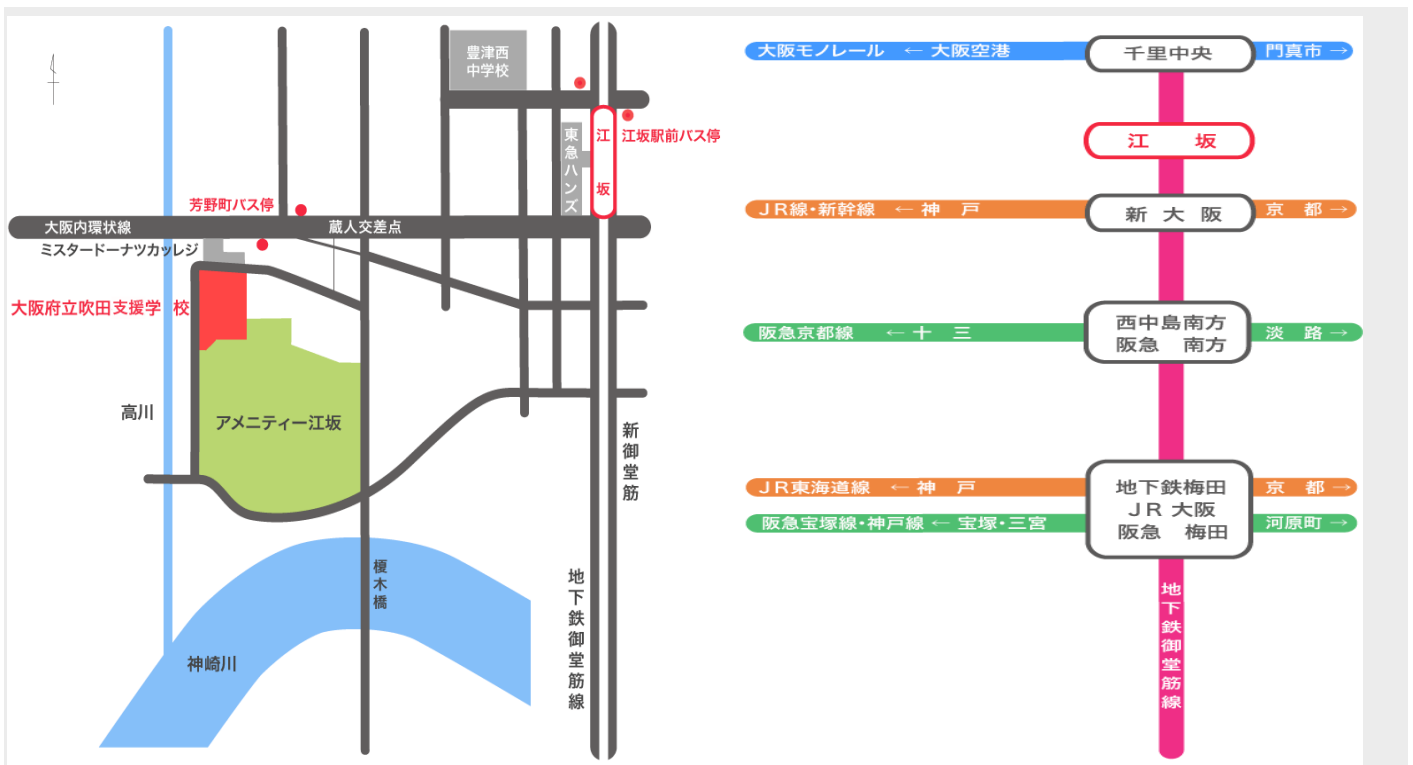 豊津西
中学校
東急ハンズ
江坂
江坂駅前バス停
芳野町バス停
大阪内環状線
蔵人交差点
ミスタードーナツカッレジ
大阪府立吹田支援学校
高川
アメニティー江坂
新御堂筋
榎木橋
地下鉄御堂筋線
神崎川
大阪モノレール ← 大阪空港
千里中央
門真市 →
江 坂
JR線・新幹線 ← 神 戸
新 大 阪
京 都 →
阪急京都線 ← 十 三
西中島南方
阪急 南方
淡 路 →
JR東海道線 ← 神 戸
地下鉄梅田
JR 大阪
阪急 梅田
京 都 →
阪急宝塚線・神戸線 ← 宝塚・三宮
河原町 →
地下鉄御堂筋線